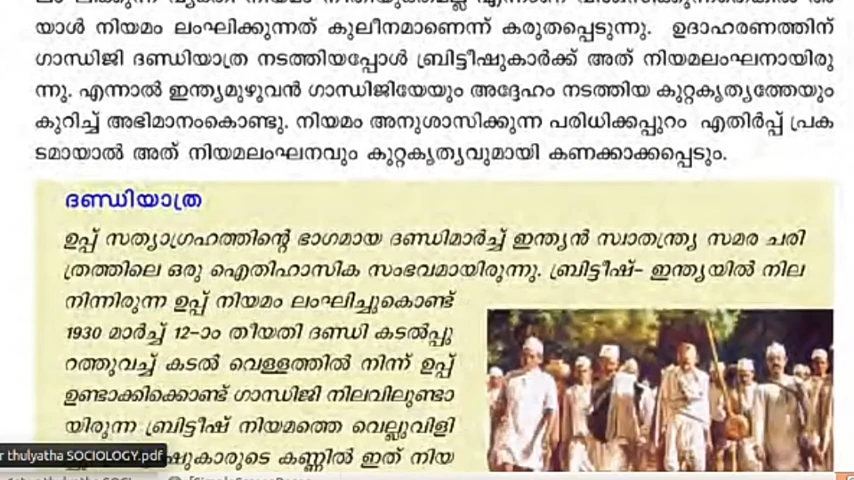 യാൾ നിയമം ലംഘിക്കുന്നത് കുലീനമാണെന്ന് കരുതപ്പെടുന്നു. ഉദാഹരണത്തിന്
ഗാന്ധിജി ദണ്ഡിയാത്ര നടത്തിയപ്പോൾ ബ്രിട്ടീഷുകാർക്ക് അത് നിയമലംഘനമായിരു
ന്നു. എന്നാൽ ഇന്ത്യമുഴുവൻ ഗാന്ധിജിയേയും അദ്ദേഹം നടത്തിയ കുറ്റകൃത്യത്തേയും
കുറിച്ച് അഭിമാനംകൊണ്ടു. നിയമം അനുശാസിക്കുന്ന പരിധിക്കപ്പുറം എതിർപ്പ് പ്രക
ടമായാൽ അത് നിയമലംഘനവും കുറ്റകൃത്യവുമായി കണക്കാക്കപ്പെടും.
ദണ്ഡിയാത്ര
ഉപ്പ് സത്യാഗ്രഹത്തിന്റെ ഭാഗമായ ദണ്ഡിമാർച്ച് ഇന്ത്യൻ സ്വാതന്ത്ര്യ സമര ചരി
ത്രത്തിലെ ഒരു ഐതിഹാസിക സംഭവമായിരുന്നു. ബ്രിട്ടീഷ്- ഇന്ത്യയിൽ നില
നിന്നിരുന്ന ഉപ്പ് നിയമം ലംഘിച്ചുകൊണ്ട്
1930 മാർച്ച് 12-ാം തീയതി ദണ്ഡി കടൽപ്പു
റത്തുവച്ച് കടൽ വെള്ളത്തിൽ നിന്ന് ഉപ്പ്
ഉണ്ടാക്കിക്കൊണ്ട് ഗാന്ധിജി നിലവിലുണ്ടാ
യിരുന്ന ബ്രിട്ടീഷ് നിയമത്തെ വെല്ലുവിളി
ഷുകാരുടെ കണ്ണിൽ ഇത് നിയ
r thulyatha SOCIOLOGY.pdf